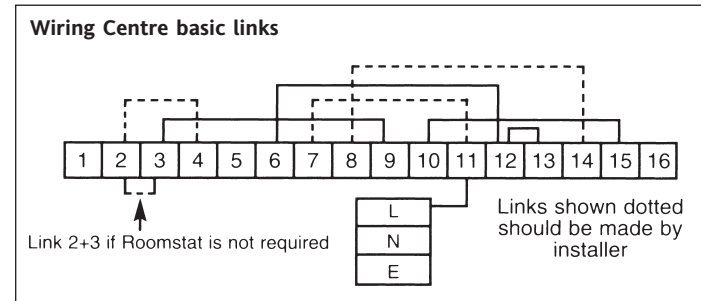 Wiring Centre basic links
1 2 3 4 5 6 7 8 9 10 11 12 13 14 15 16
Link 2+3 if Roomstat is not required
L
N
E
Links shown dotted
should be made by
installer